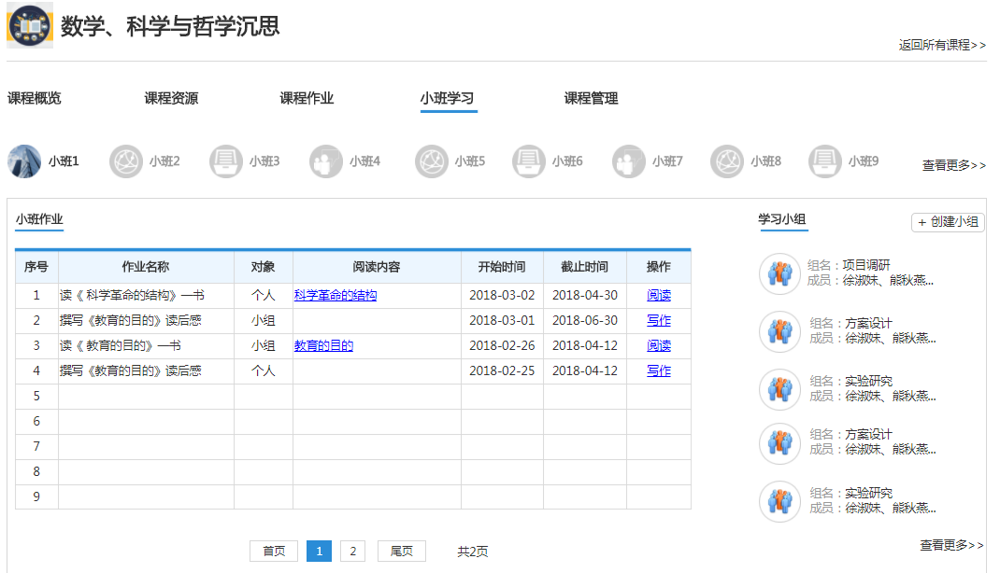 数学、科学与哲学沉思
返回所有课程>>
课程概览 课程资源 课程作业 小班学习 课程管理
小班1 小班2 小班3 小班4 小班5 小班6 小班7 小班8 小班9 查看更多>>
小班作业
序号 作业名称 对象 阅读内容 开始时间 截止时间 操作
1 读《 科学革命的结构》一书 个人 科学革命的结构 2018-03-02 2018-04-30 阅读
2 撰写《教育的目的》读后感 小组 2018-03-01 2018-06-30 写作
3 读《 教育的目的》一书 小组 教育的目的 2018-02-26 2018-04-12 阅读
4 撰写《教育的目的》读后感 个人 2018-02-25 2018-04-12 写作
5
6
7
8
9
首页 1 2 尾页 共2页
学习小组 + 创建小组
组名：项目调研
成员：徐淑妹、熊秋燕...
组名：方案设计
成员：徐淑妹、熊秋燕...
组名：实验研究
成员：徐淑妹、熊秋燕...
组名：方案设计
成员：徐淑妹、熊秋燕...
组名：实验研究
成员：徐淑妹、熊秋燕...
查看更多>>